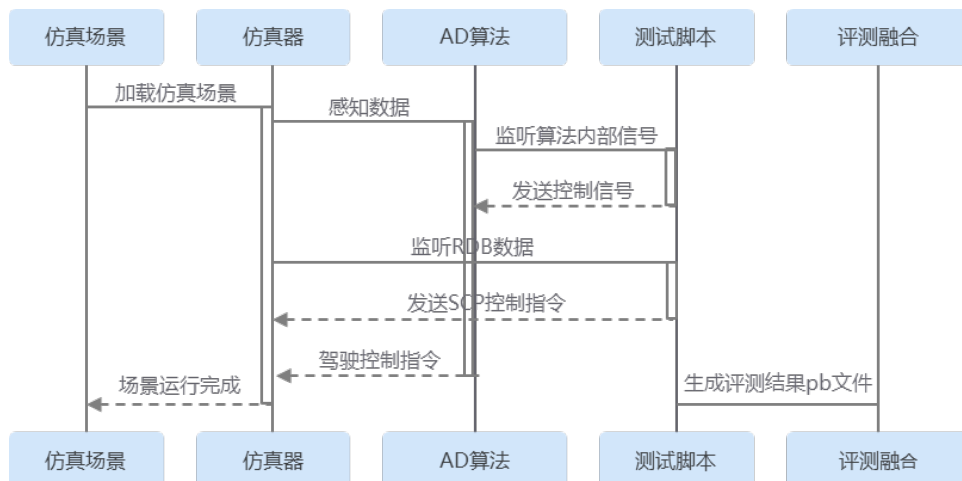 仿真场景 仿真器 AD算法 测试脚本 评测融合
加载仿真场景
感知数据
监听算法内部信号
发送控制信号
监听RDB数据
发送SCP控制指令
驾驶控制指令
场景运行完成 生成评测结果pb文件
仿真场景 仿真器 AD算法 测试脚本 评测融合